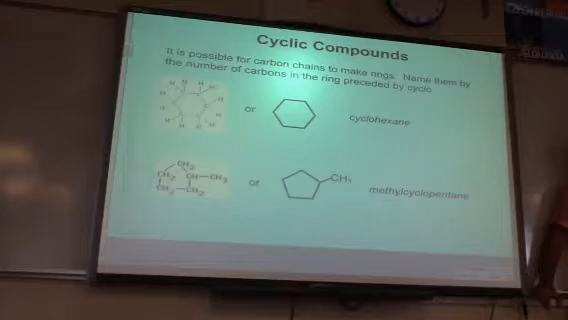 Cyclic Compounds
It is possible for carbon chains to make rings. Name them by
the number of carbons in the ring preceded by cyclo
or
cyclohexane
CH2
CH2 CH—CH3
CH2—CH2
or
CH3
methylcyclopentane